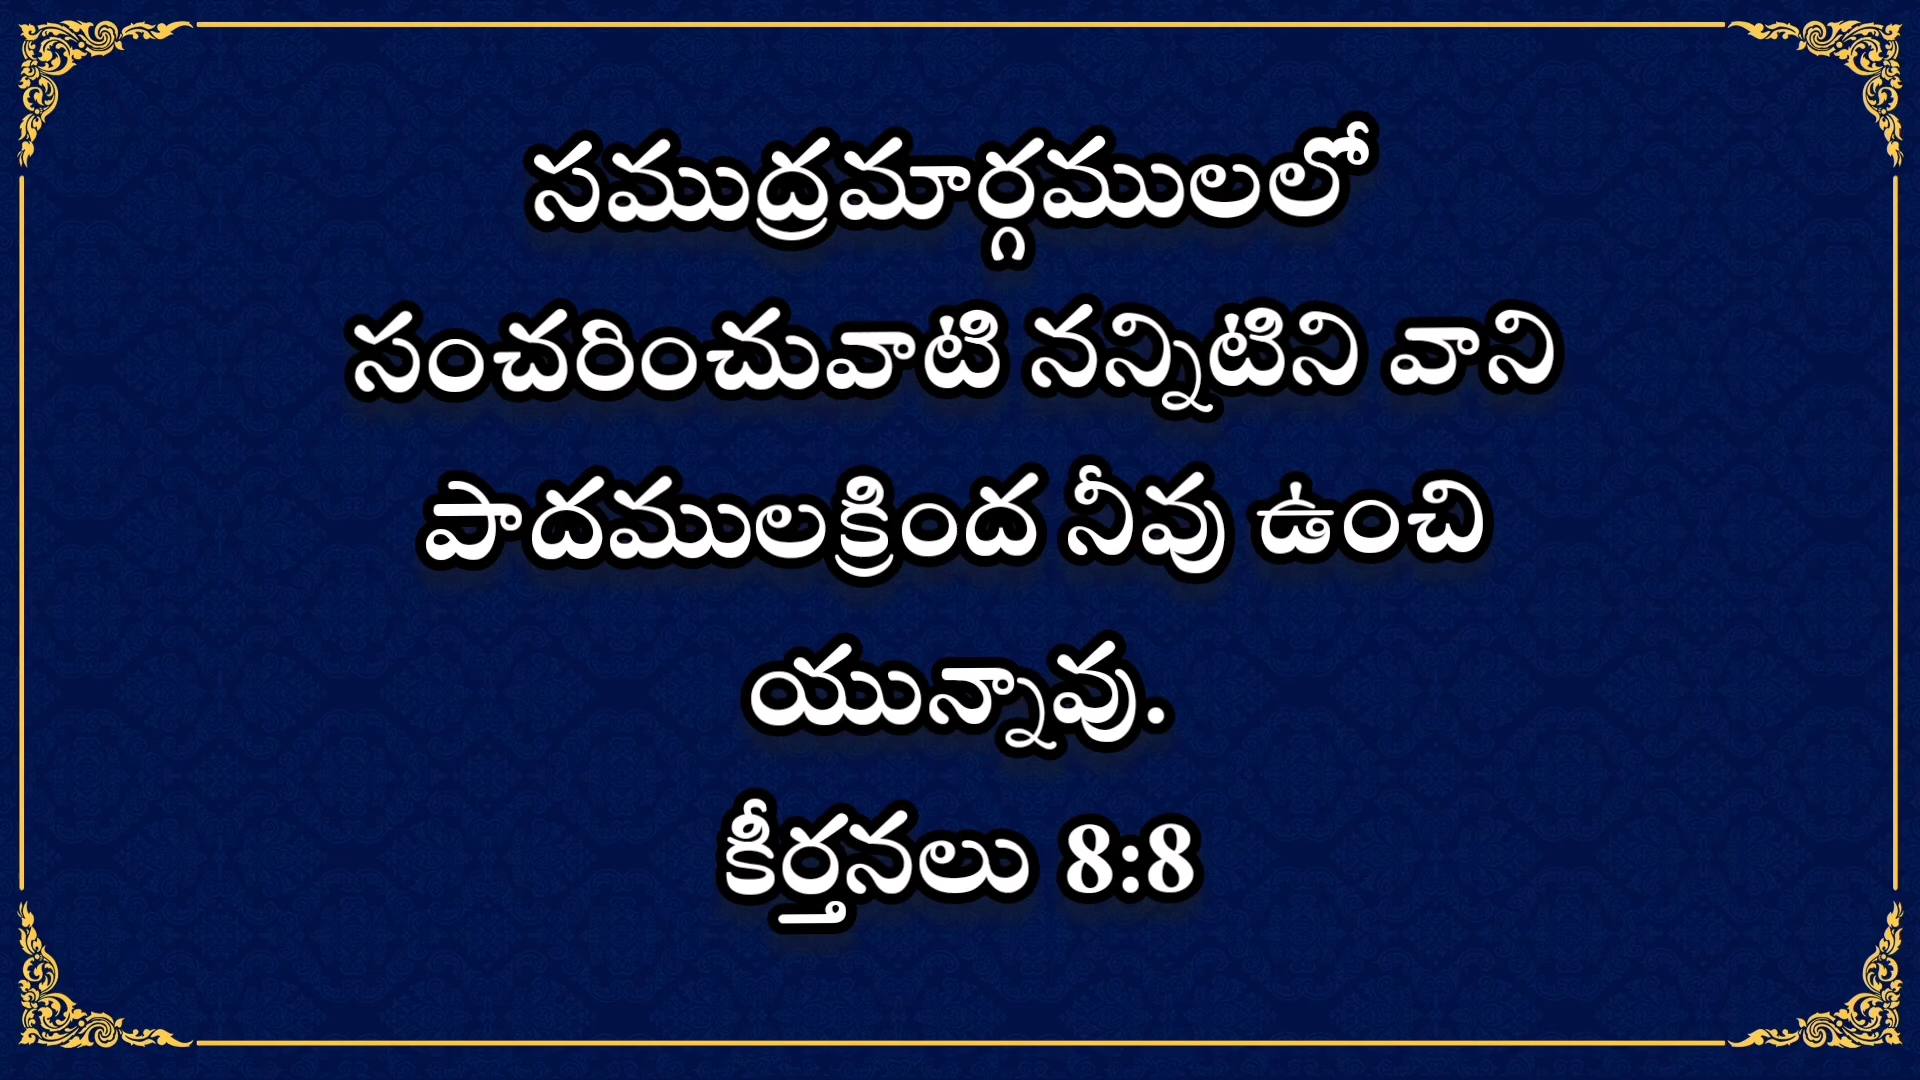 సముద్రమార్గములలో
సంచరించువాటి నన్నిటిని వాని
పాదములక్రింద నీవు ఉంచి
యున్నావు.
కీర్తనలు 8:8